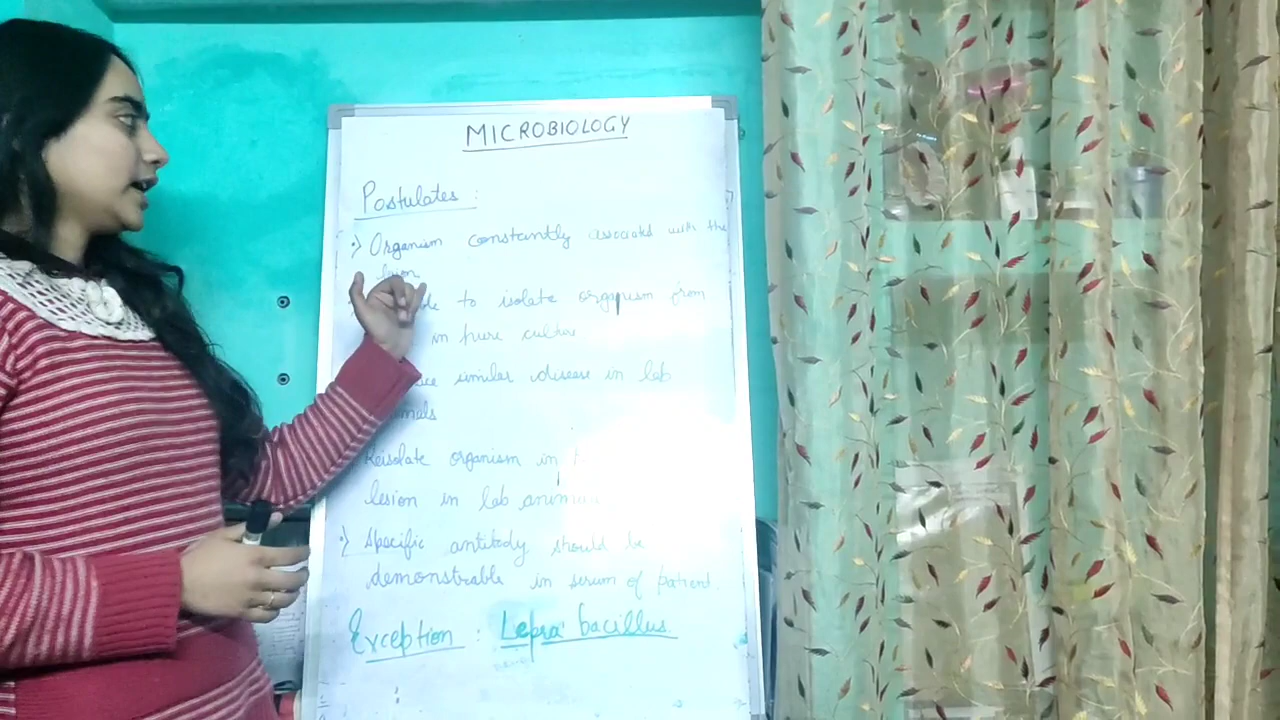 MICROBIOLOGY
Postulates :
Organism constantly associated with the
lesion
to isolate organism from
in pure culture
similar disease in lab
Reisolate organism in
lesion in lab
Specific antibody should be
demonstrable in serum of patient.
Exception : Lepra bacillus